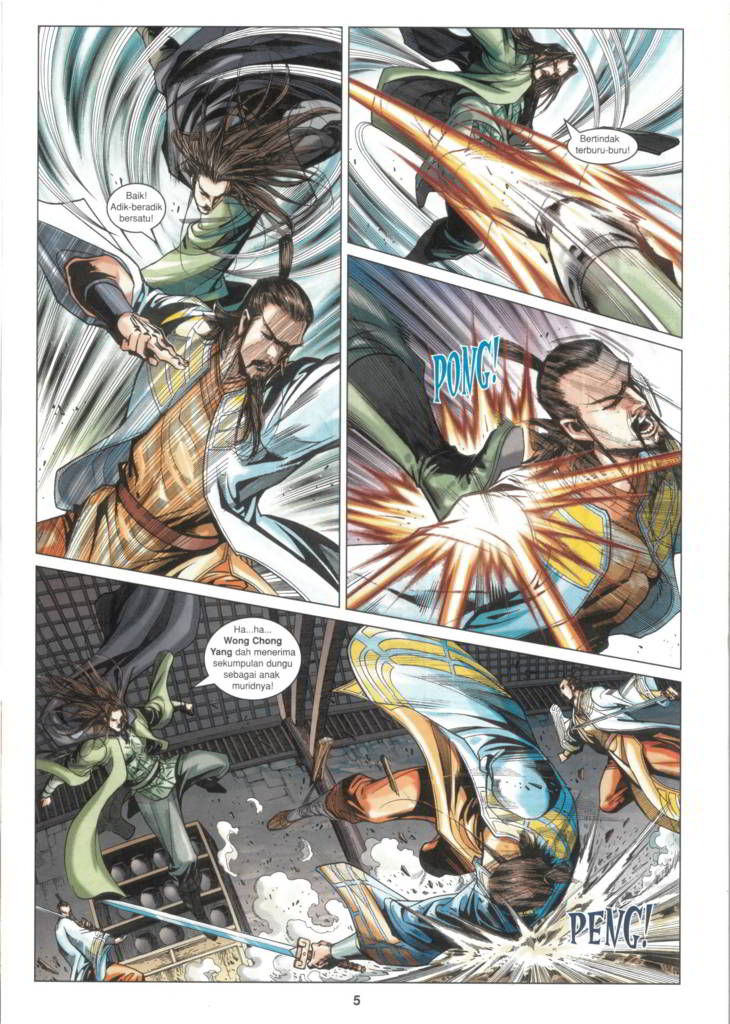 Baik!
Adik-beradik
bersatu!
Bertindak
terburu-buru!
PONG!
Ha...ha...
Wong Chong
Yang dah menerima
sekumpulan dungu
sebagai anak
muridnya!
PENG!
5